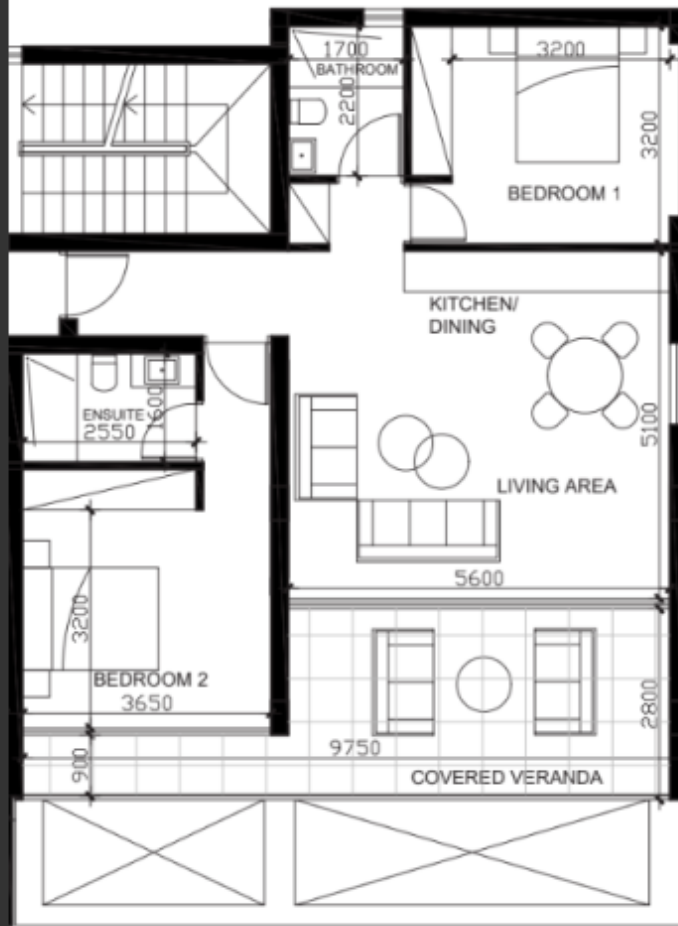 1700
3200
BATHROOM
2200
3200
BEDROOM 1
KITCHEN/
DINING
ENSUITE
1600
2550
5100
LIVING AREA
5600
3200
BEDROOM 2
3650
2800
9750
900
COVERED VERANDA